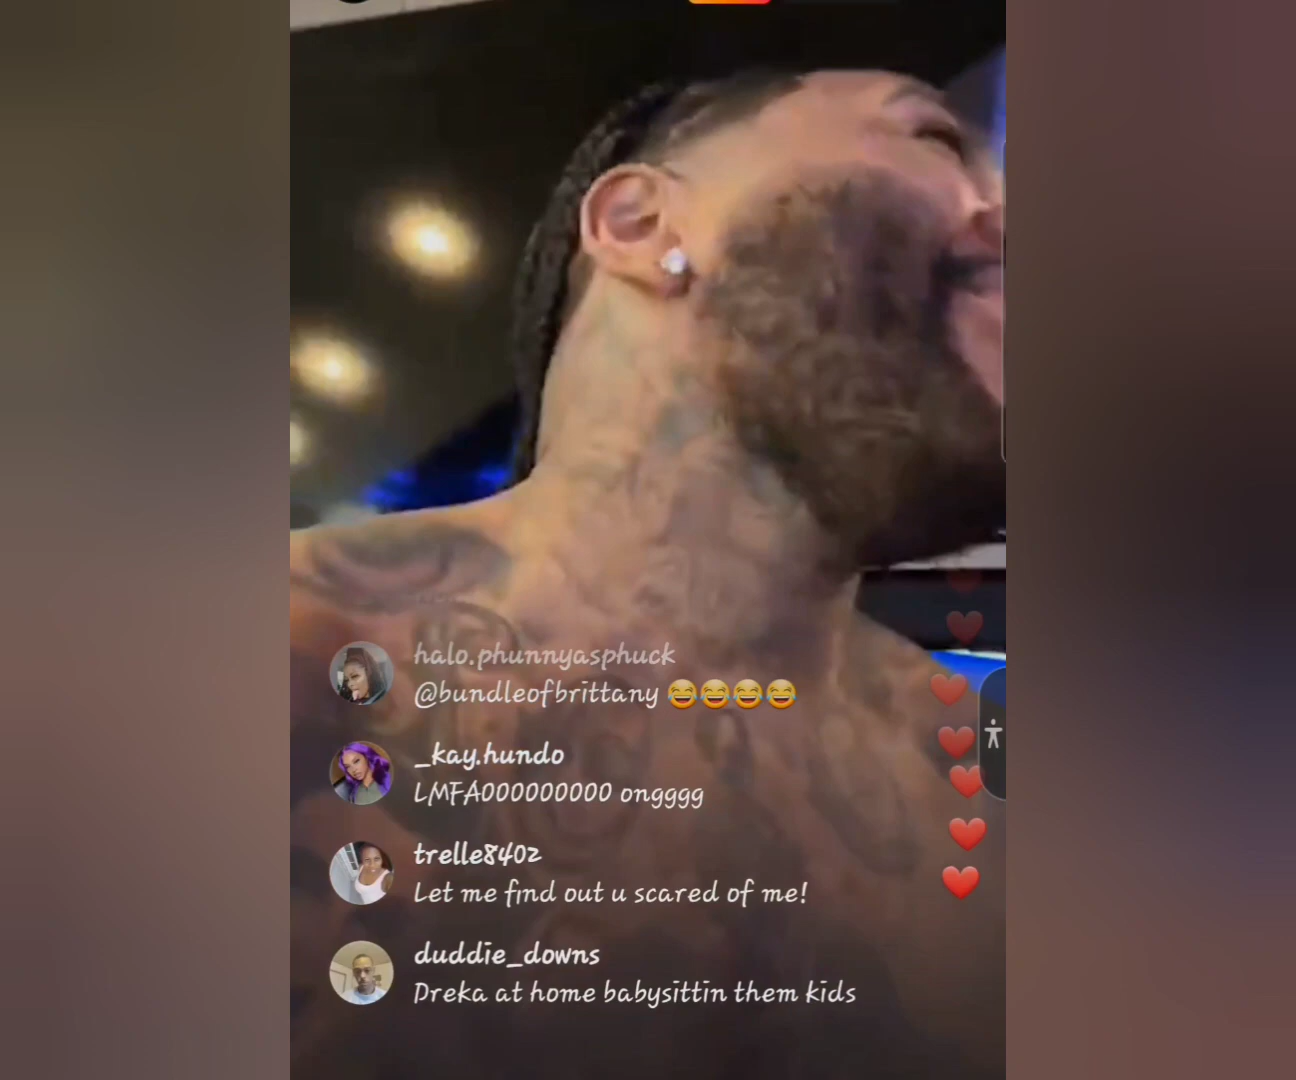 halo.phunnyasphuck
@bundleofbrittany 😂😂😂😂
_kay.hundo
LMFAOOOOOOOOO ongggg
trelle8402
Let me find out u scared of me!
duddie_downs
Dreka at home babysittin them kids